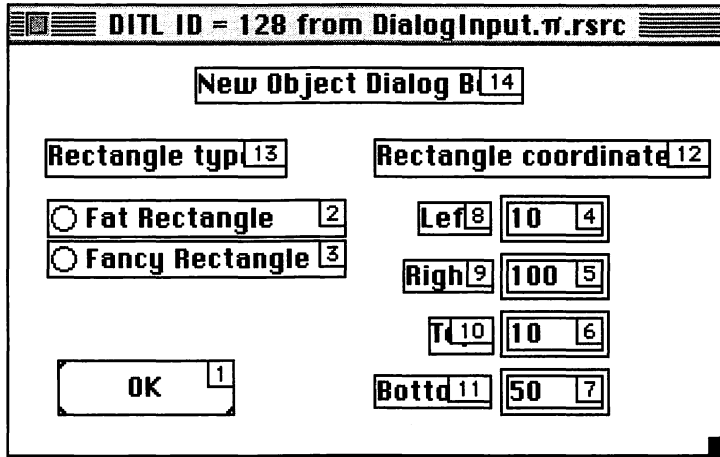 DITL ID = 128 from DialogInput.π.rsrc
New Object Dialog B 14
Rectangle typ 13
Rectangle coordinate 12
Fat Rectangle 2
Fancy Rectangle 3
Lef 8 10 4
Righ 9 100 5
T 10 10 6
Botto 11 50 7
OK 1